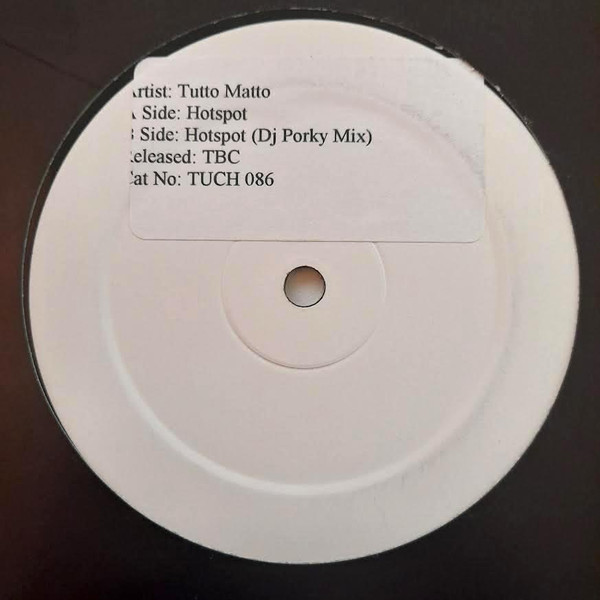 Artist: Tutto Matto
A Side: Hotspot
B Side: Hotspot (Dj Porky Mix)
Released: TBC
Cat No: TUCH 086